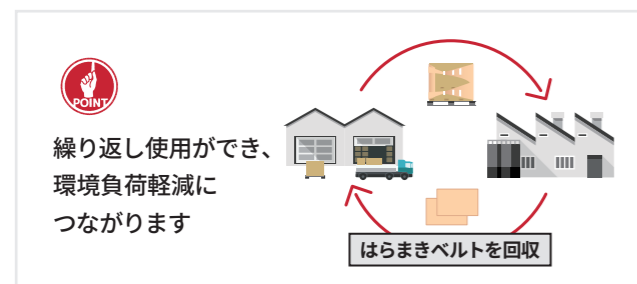 POINT
繰り返し使用ができ、
環境負荷軽減に
つながります
はらまきベルトを回収